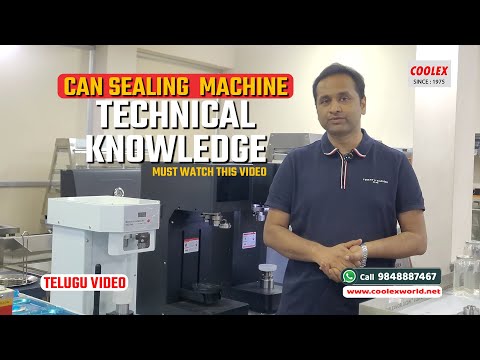 COOLEX
SINCE : 1975
CAN SEALING MACHINE
TECHNICAL
KNOWLEDGE
MUST WATCH THIS VIDEO
TELUGU VIDEO
Call 9848887467
www.coolexworld.net